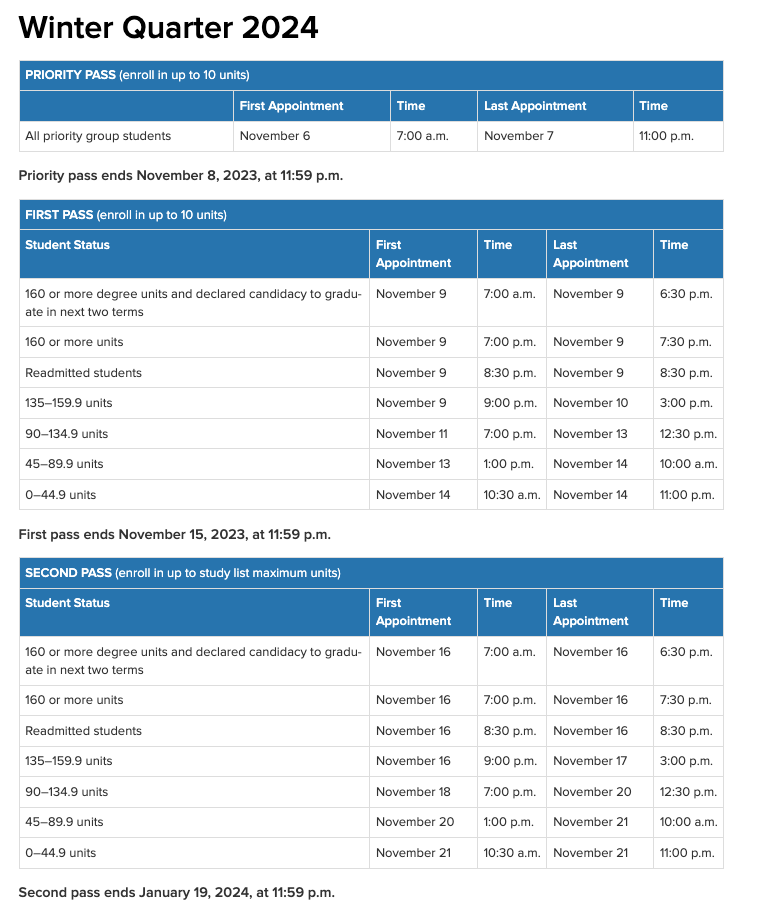 Winter Quarter 2024
PRIORITY PASS (enroll in up to 10 units)
First Appointment Time Last Appointment Time
All priority group students November 6 7:00 a.m. November 7 11:00 p.m.
Priority pass ends November 8, 2023, at 11:59 p.m.
FIRST PASS (enroll in up to 10 units)
Student Status First Time Last Time
Appointment Appointment
160 or more degree units and declared candidacy to gradu- November 9 7:00 a.m. November 9 6:30 p.m.
ate in next two terms
160 or more units November 9 7:00 p.m. November 9 7:30 p.m.
Readmitted students November 9 8:30 p.m. November 9 8:30 p.m.
135–159.9 units November 9 9:00 p.m. November 10 3:00 p.m.
90–134.9 units November 11 7:00 p.m. November 13 12:30 p.m.
45–89.9 units November 13 1:00 p.m. November 14 10:00 a.m.
0–44.9 units November 14 10:30 a.m. November 14 11:00 p.m.
First pass ends November 15, 2023, at 11:59 p.m.
SECOND PASS (enroll in up to study list maximum units)
Student Status First Time Last Time
Appointment Appointment
160 or more degree units and declared candidacy to gradu- November 16 7:00 a.m. November 16 6:30 p.m.
ate in next two terms
160 or more units November 16 7:00 p.m. November 16 7:30 p.m.
Readmitted students November 16 8:30 p.m. November 16 8:30 p.m.
135–159.9 units November 16 9:00 p.m. November 17 3:00 p.m.
90–134.9 units November 18 7:00 p.m. November 20 12:30 p.m.
45–89.9 units November 20 1:00 p.m. November 21 10:00 a.m.
0–44.9 units November 21 10:30 a.m. November 21 11:00 p.m.
Second pass ends January 19, 2024, at 11:59 p.m.